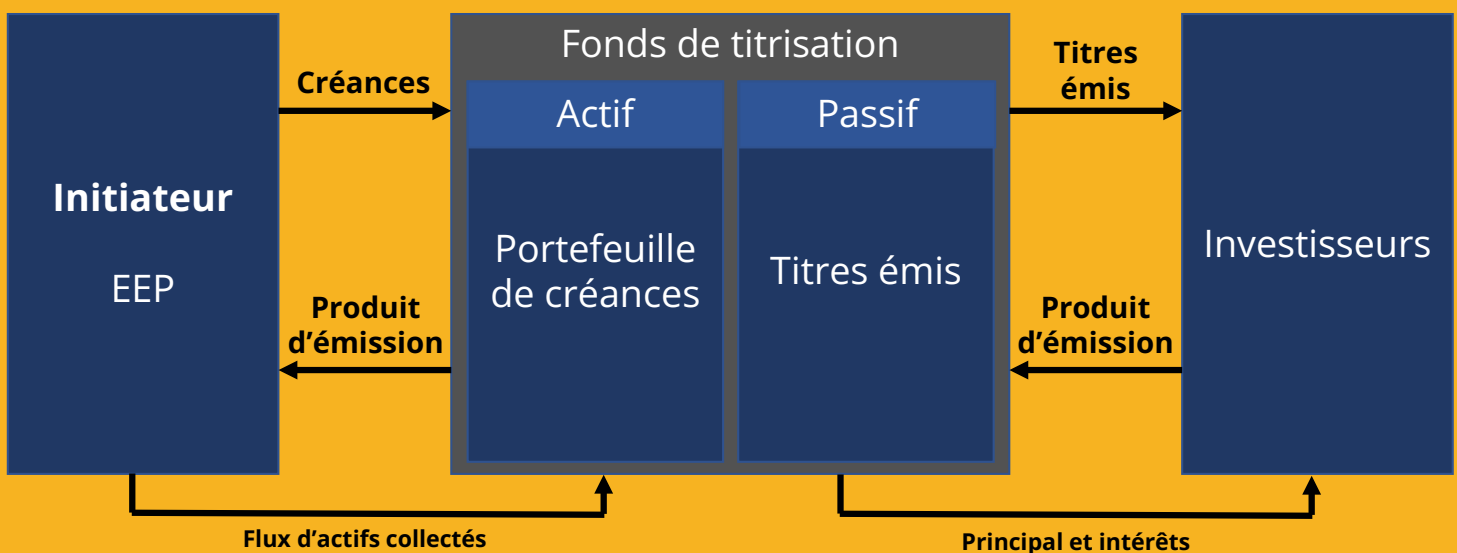 Fonds de titrisation
Créances
Titres
émis
Actif
Passif
Initiateur
EEP
Portefeuille
de créances
Titres émis
Investisseurs
Produit
d’émission
Produit
d’émission
Flux d’actifs collectés
Principal et intérêts